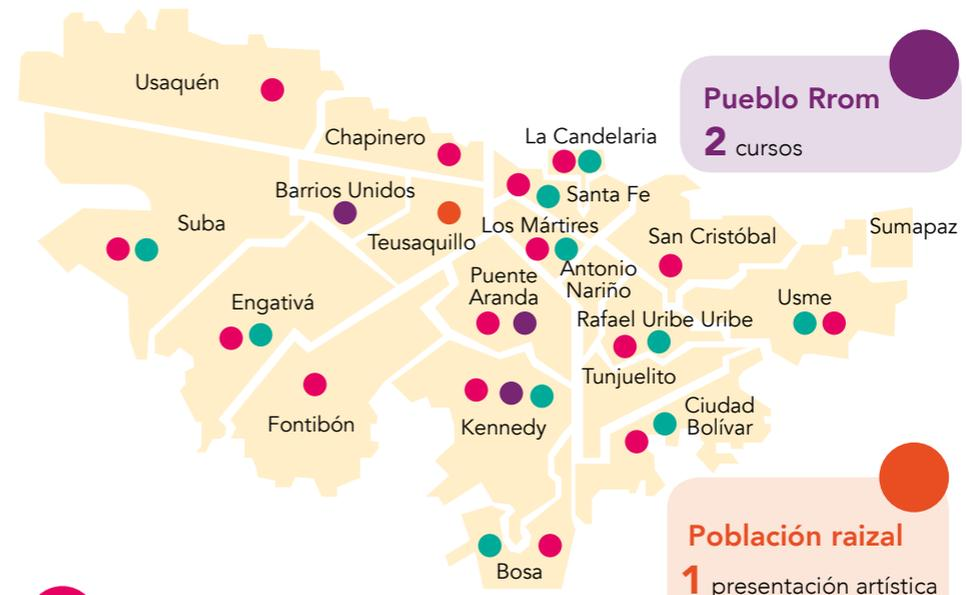 Usaquén
Pueblo Rrom
2 cursos
Chapinero
La Candelaria
Barrios Unidos
Santa Fe
Suba
Los Mártires
Sumapaz
Teusaquillo
San Cristóbal
Puente
Aranda
Antonio
Nariño
Engativá
Usme
Rafael Uribe Uribe
Tunjuelito
Fontibón
Kennedy
Ciudad
Bolívar
Población raizal
1 presentación artística
Bosa